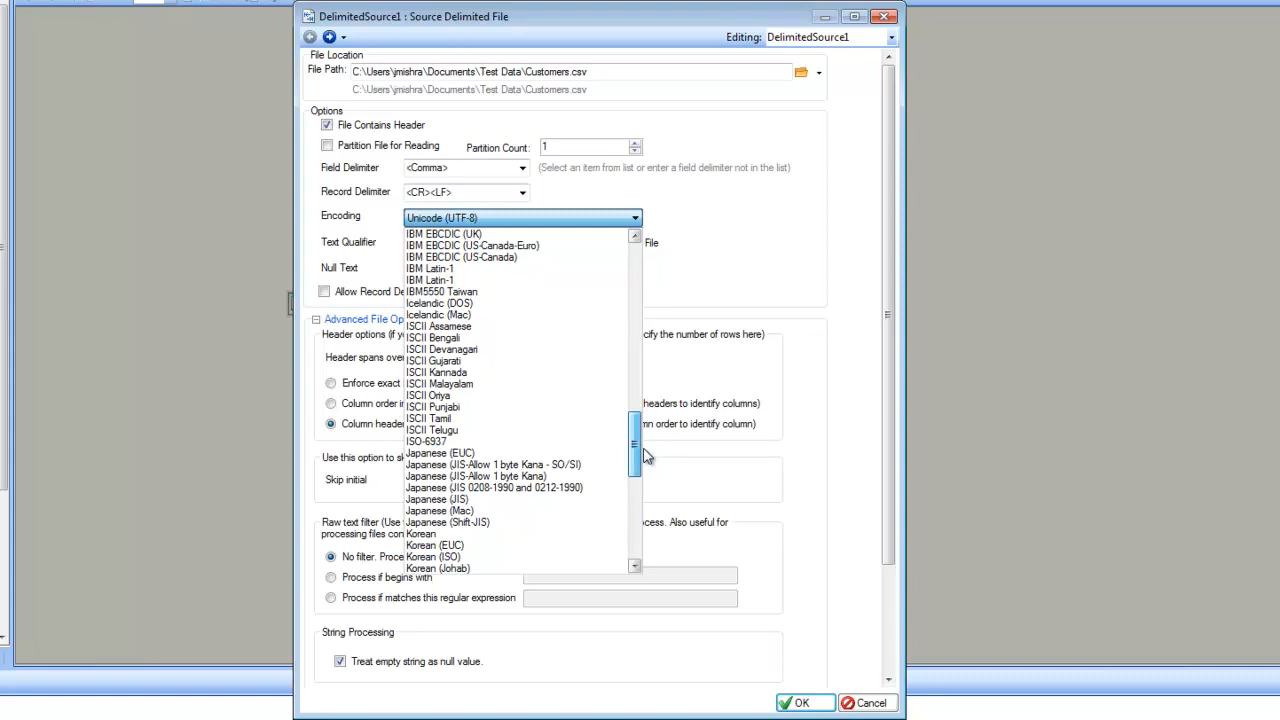 DelimitedSource1 : Source Delimited File
Editing: DelimitedSource1
File Location
File Path: C:\Users\jmishra\Documents\Test Data\Customers.csv
C:\Users\jmishra\Documents\Test Data\Customers.csv
Options
File Contains Header
Partition File for Reading Partition Count: 1
Field Delimiter <Comma> (Select an item from list or enter a field delimiter not in the list)
Record Delimiter <CR><LF>
Encoding Unicode (UTF-8)
IBM EBCDIC (UK)
Text Qualifier IBM EBCDIC (US-Canada-Euro) File
IBM EBCDIC (US-Canada)
Null Text IBM Latin-1
IBM Latin-1
Allow Record De IBM5550 Taiwan
Icelandic (DOS)
Icelandic (Mac)
Advanced File Op ISCII Assamese
Header options (if y ISCII Bengali cify the number of rows here)
ISCII Devanagari
Header spans over ISCII Gujarati
ISCII Kannada
Enforce exact ISCII Malayalam
ISCII Oriya
Column order in ISCII Punjabi headers to identify columns)
ISCII Tamil
Column header ISCII Telugu mn order to identify column)
ISO-6937
Use this option to sk Japanese (EUC)
Japanese (JIS-Allow 1 byte Kana - SO/SI)
Skip initial Japanese (JIS-Allow 1 byte Kana)
Japanese (JIS 0208-1990 and 0212-1990)
Japanese (JIS)
Japanese (Mac)
Raw text filter (Use Japanese (Shift-JIS) ocess. Also useful for
processing files con Korean
Korean (EUC)
No filter. Proce Korean (ISO)
Korean (Johab)
Process if begins with
Process if matches this regular expression
String Processing
Treat empty string as null value.
OK Cancel